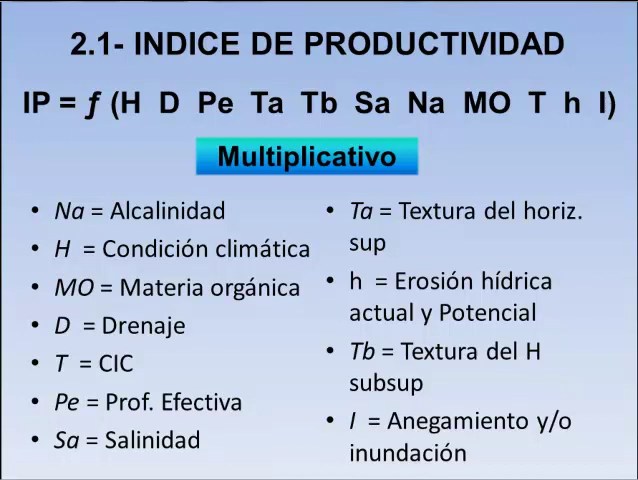 2.1- INDICE DE PRODUCTIVIDAD
IP = ƒ (H D Pe Ta Tb Sa Na MO T h I)
Multiplicativo
• Na = Alcalinidad
• H = Condición climática
• MO = Materia orgánica
• D = Drenaje
• T = CIC
• Pe = Prof. Efectiva
• Sa = Salinidad
• Ta = Textura del horiz.
sup
• h = Erosión hídrica
actual y Potencial
• Tb = Textura del H
subsup
• I = Anegamiento y/o
inundación